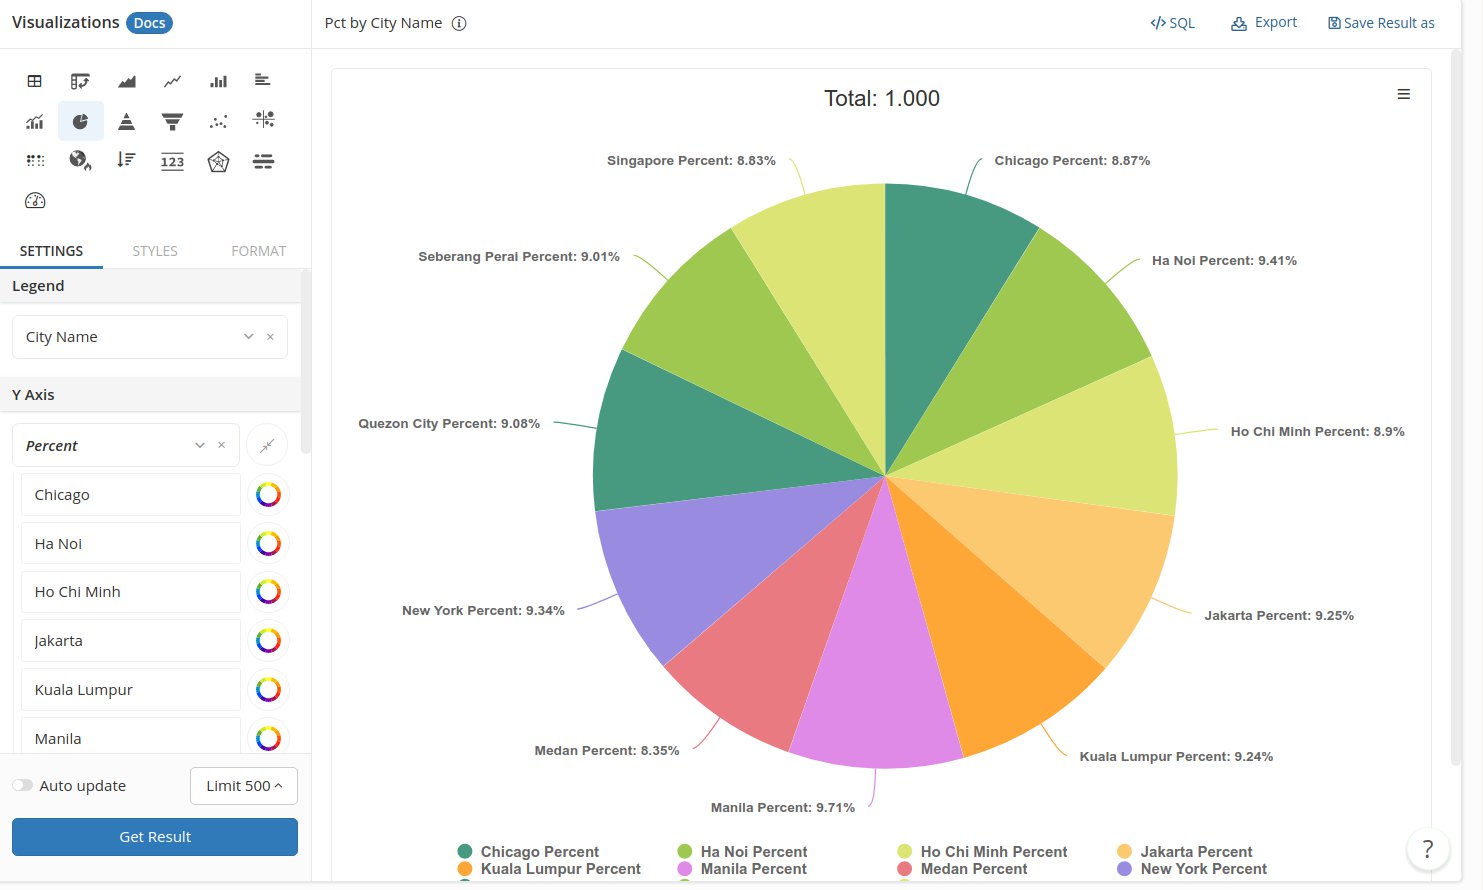 Visualizations Docs
Pct by City Name
SQL
Export
Save Result as
123
SETTINGS STYLES FORMAT
Legend
City Name
Y Axis
Percent
Chicago
Ha Noi
Ho Chi Minh
Jakarta
Kuala Lumpur
Manila
Auto update
Limit 500
Get Result
Total: 1.000
Singapore Percent: 8.83%
Chicago Percent: 8.87%
Seberang Perai Percent: 9.01%
Ha Noi Percent: 9.41%
Quezon City Percent: 9.08%
Ho Chi Minh Percent: 8.9%
New York Percent: 9.34%
Jakarta Percent: 9.25%
Medan Percent: 8.35%
Kuala Lumpur Percent: 9.24%
Manila Percent: 9.71%
Chicago Percent Ha Noi Percent Ho Chi Minh Percent Jakarta Percent
Kuala Lumpur Percent Manila Percent Medan Percent New York Percent
?